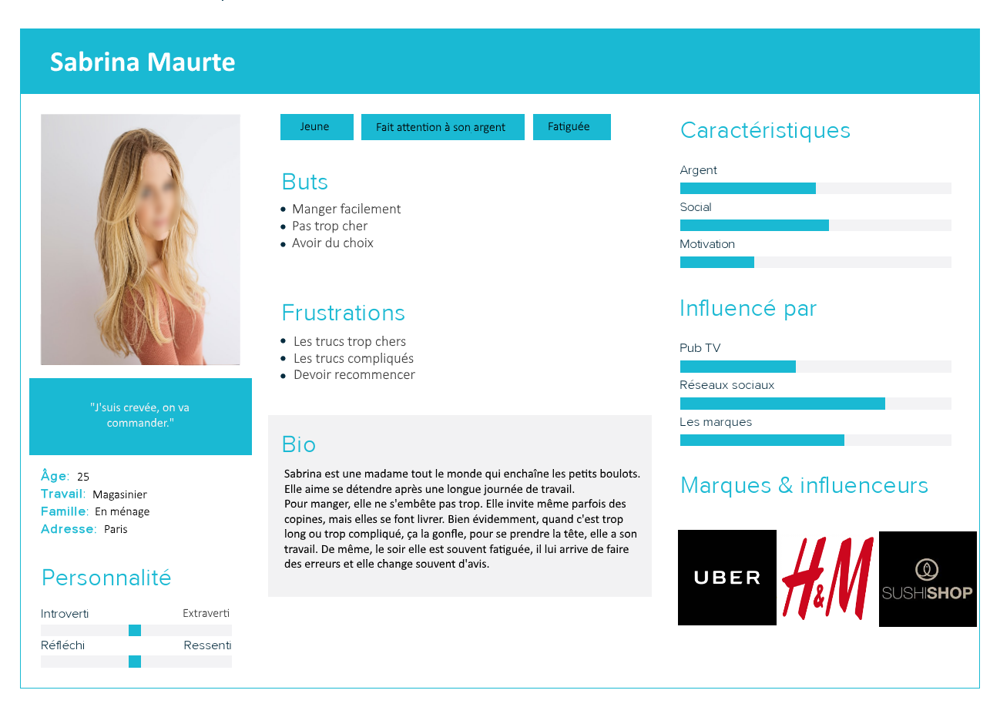 Sabrina Maurte
"J'suis crevée, on va
commander."
Âge: 25
Travail: Magasinier
Famille: En ménage
Adresse: Paris
Personnalité
Introverti Extraverti
Réfléchi Ressenti
Jeune Fait attention à son argent Fatiguée
Buts
• Manger facilement
• Pas trop cher
• Avoir du choix
Frustrations
• Les trucs trop chers
• Les trucs compliqués
• Devoir recommencer
Bio
Sabrina est une madame tout le monde qui enchaîne les petits boulots.
Elle aime se détendre après une longue journée de travail.
Pour manger, elle ne s'embête pas trop. Elle invite même parfois des
copines, mais elles se font livrer. Bien évidemment, quand c'est trop
long ou trop compliqué, ça la gonfle, pour se prendre la tête, elle a son
travail. De même, le soir elle est souvent fatiguée, il lui arrive de faire
des erreurs et elle change souvent d'avis.
Caractéristiques
Argent
Social
Motivation
Influencé par
Pub TV
Réseaux sociaux
Les marques
Marques & influenceurs
UBER
H&M
SUSHISHOP